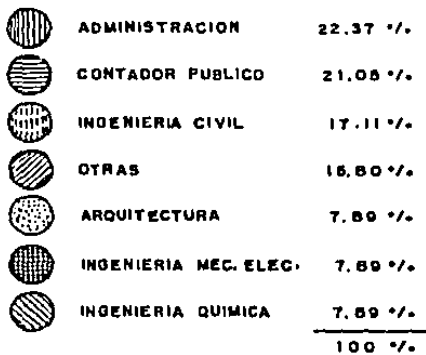 ADMINISTRACION 22.37 %
CONTADOR PUBLICO 21.05 %
INGENIERIA CIVIL 17.11 %
OTRAS 15.80 %
ARQUITECTURA 7.89 %
INGENIERIA MEC. ELEC. 7.89 %
INGENIERIA QUIMICA 7.89 %
100 %